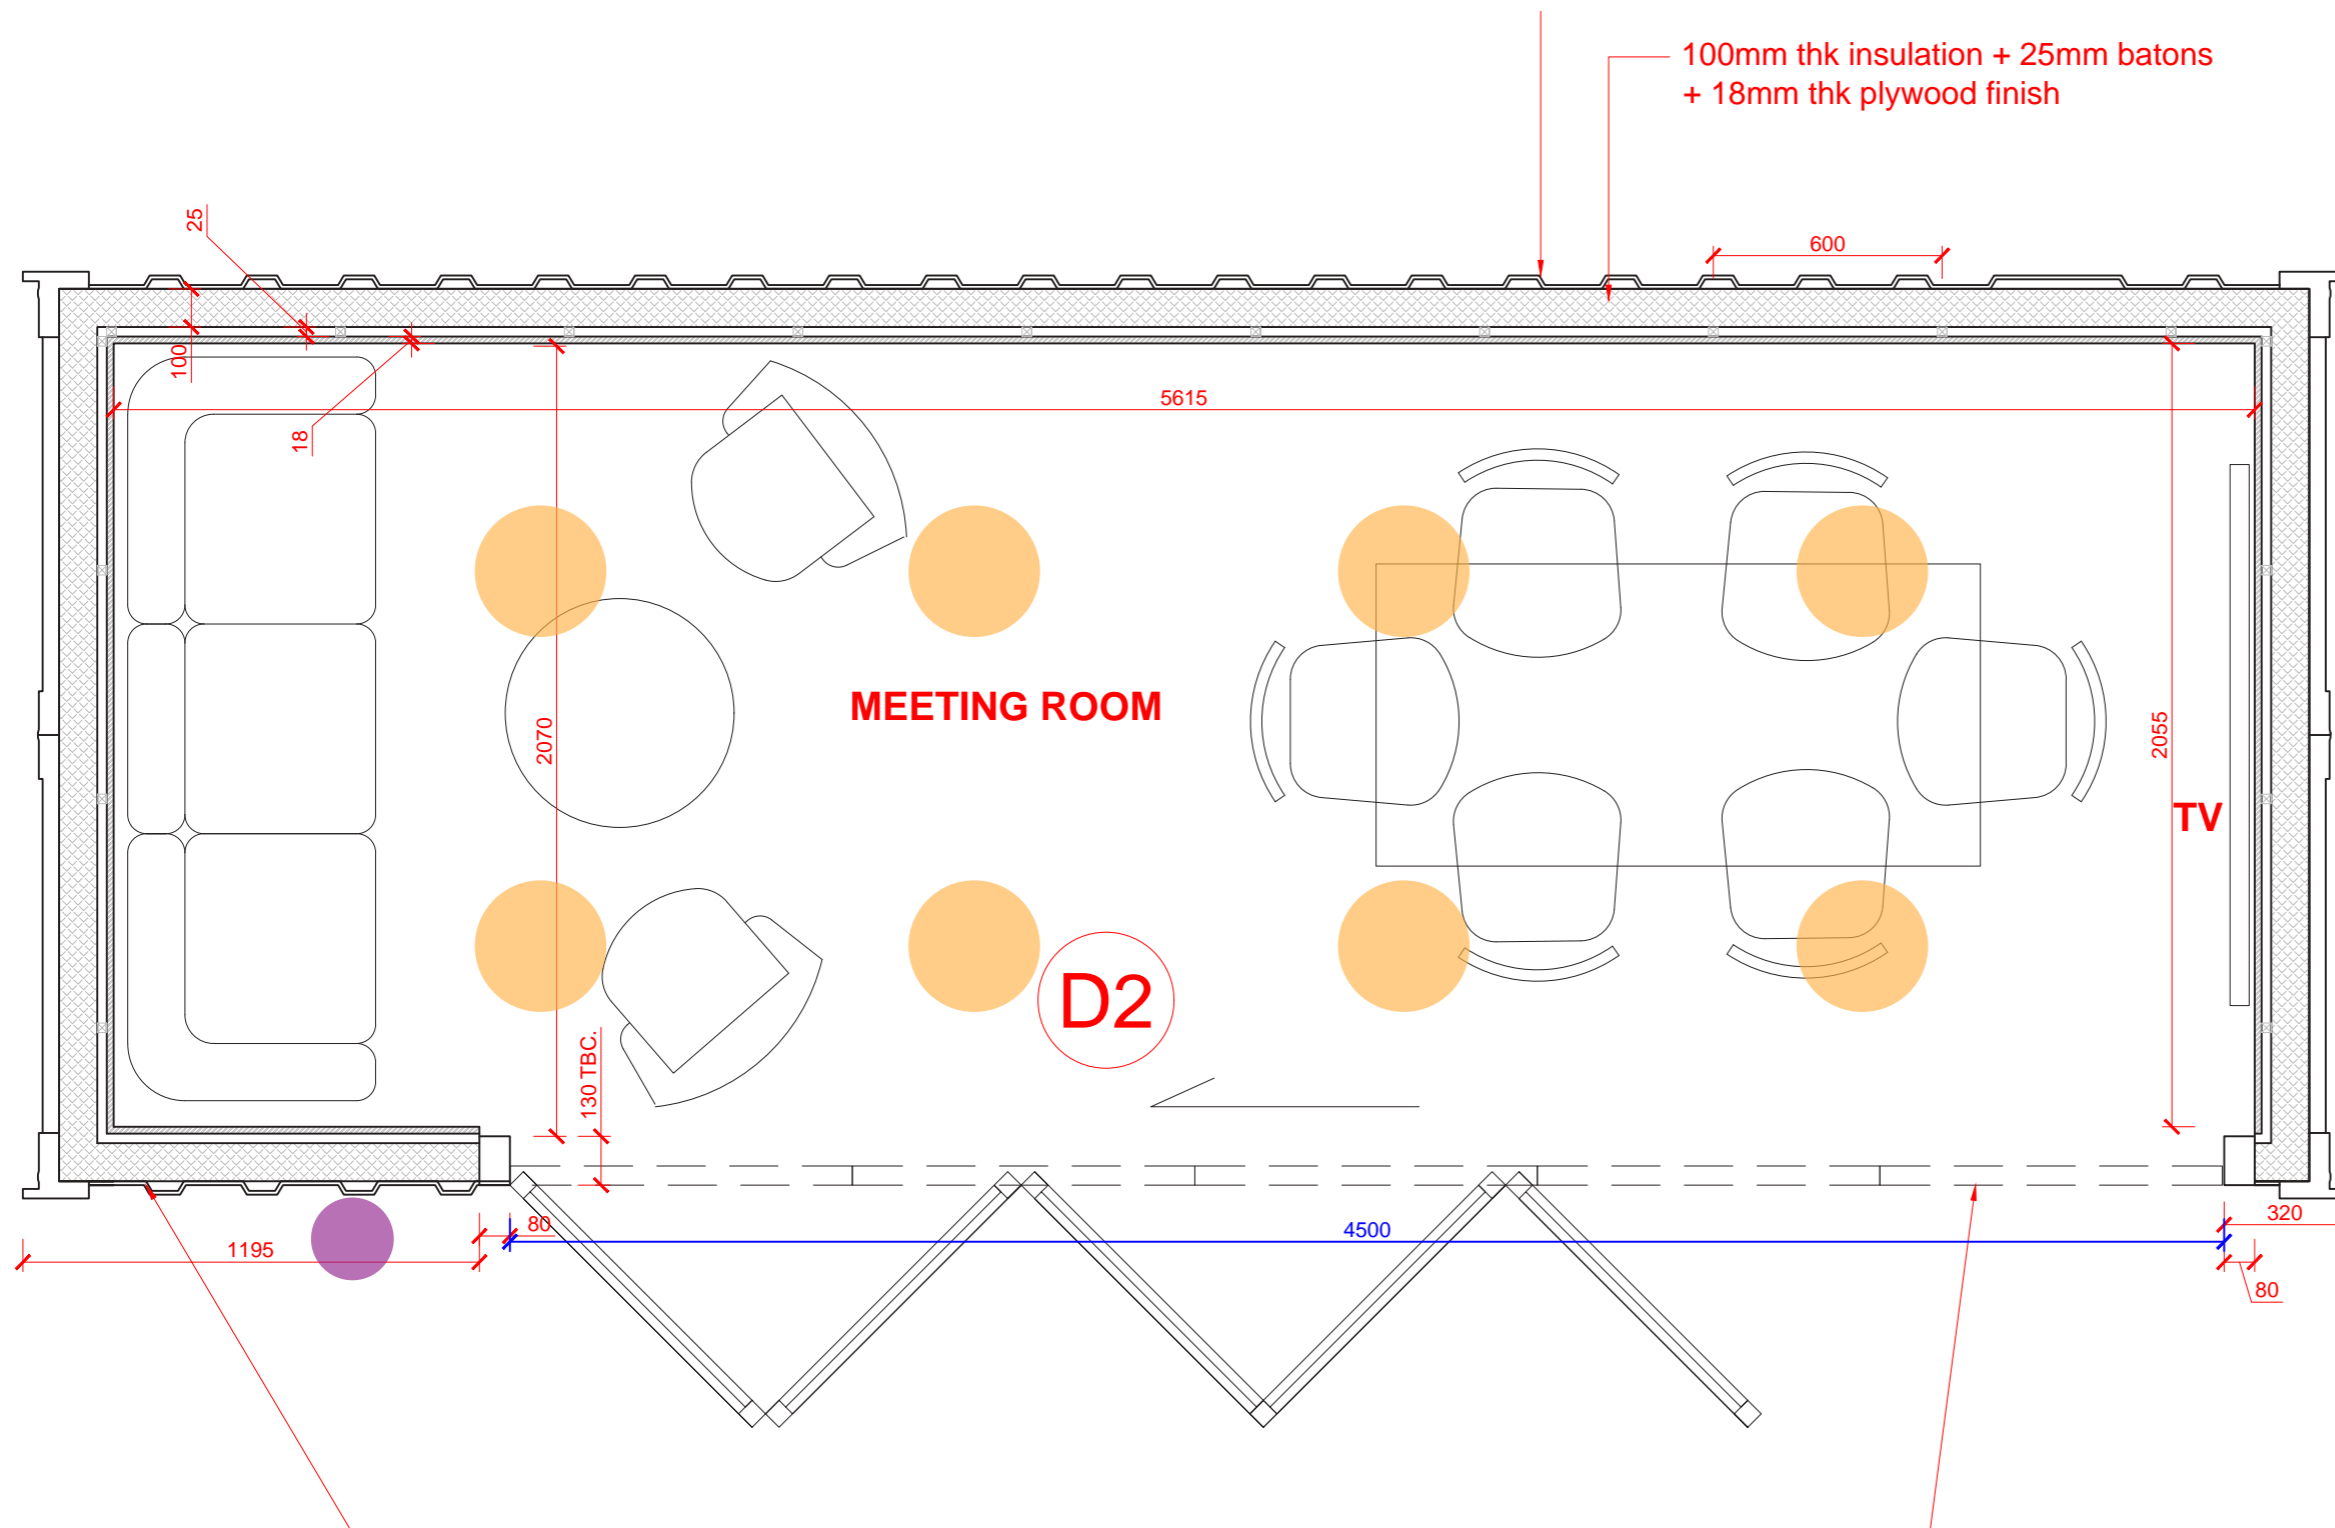 100mm thk insulation + 25mm batons
+ 18mm thk plywood finish
25
600
100
18
5615
MEETING ROOM
2070
2055
TV
D2
130 TBC.
80
4500
320
1195
80